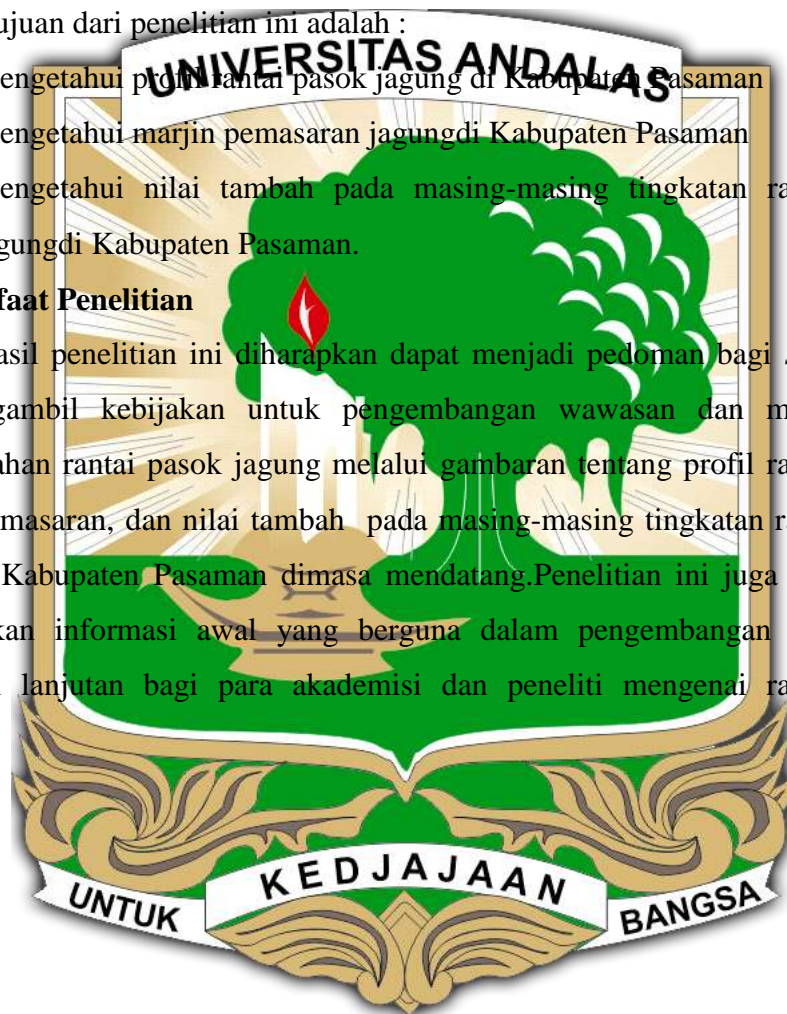 ujuan dari penelitian ini adalah :
UNIVERSITAS ANDALAS
engetahui profil rantai pasok jagung di Kabupaten Pasaman
engetahui marjin pemasaran jagungdi Kabupaten Pasaman
engetahui nilai tambah pada masing-masing tingkatan ra
gungdi Kabupaten Pasaman.
faat Penelitian
asil penelitian ini diharapkan dapat menjadi pedoman bagi
gambil kebijakan untuk pengembangan wawasan dan m
ahan rantai pasok jagung melalui gambaran tentang profil ra
masaran, dan nilai tambah pada masing-masing tingkatan ra
Kabupaten Pasaman dimasa mendatang.Penelitian ini juga
kan informasi awal yang berguna dalam pengembangan
lanjutan bagi para akademisi dan peneliti mengenai ra
UNTUK KEDJAJAAN BANGSA